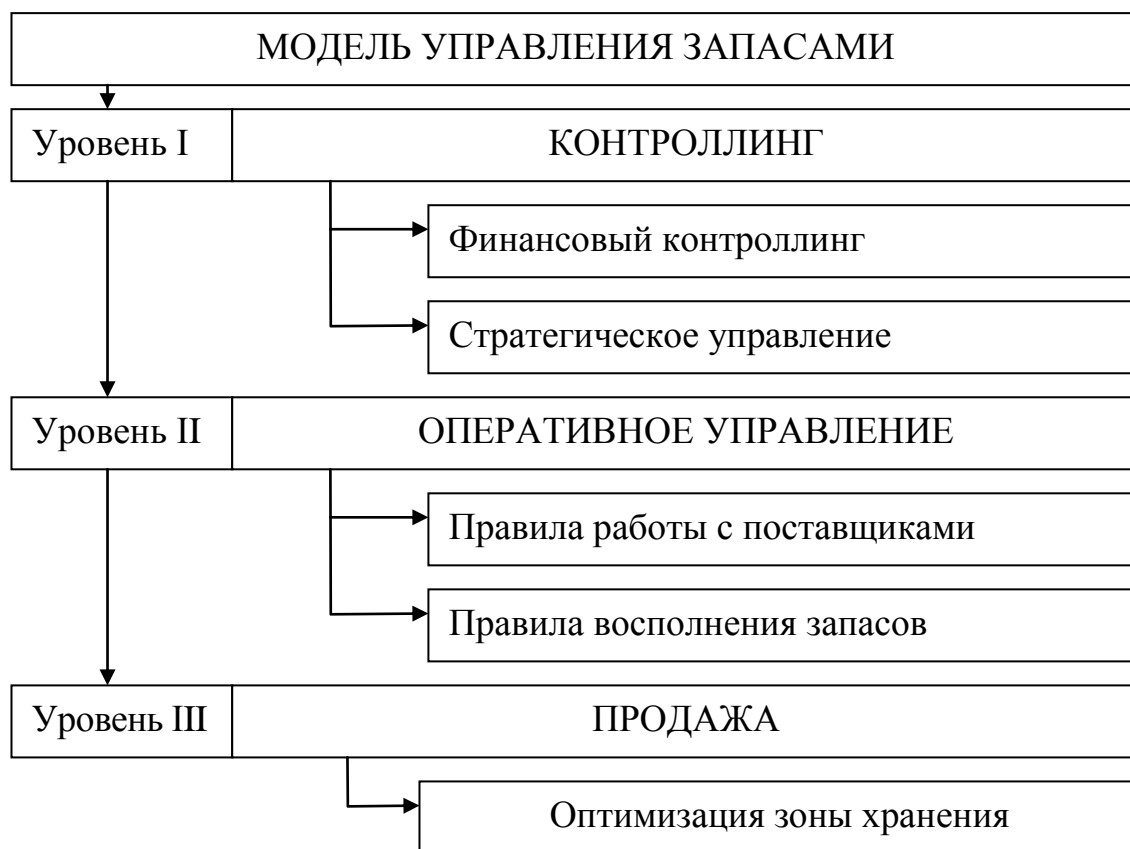 МОДЕЛЬ УПРАВЛЕНИЯ ЗАПАСАМИ
Уровень I КОНТРОЛЛИНГ
Финансовый контроллинг
Стратегическое управление
Уровень II ОПЕРАТИВНОЕ УПРАВЛЕНИЕ
Правила работы с поставщиками
Правила восполнения запасов
Уровень III ПРОДАЖА
Оптимизация зоны хранения